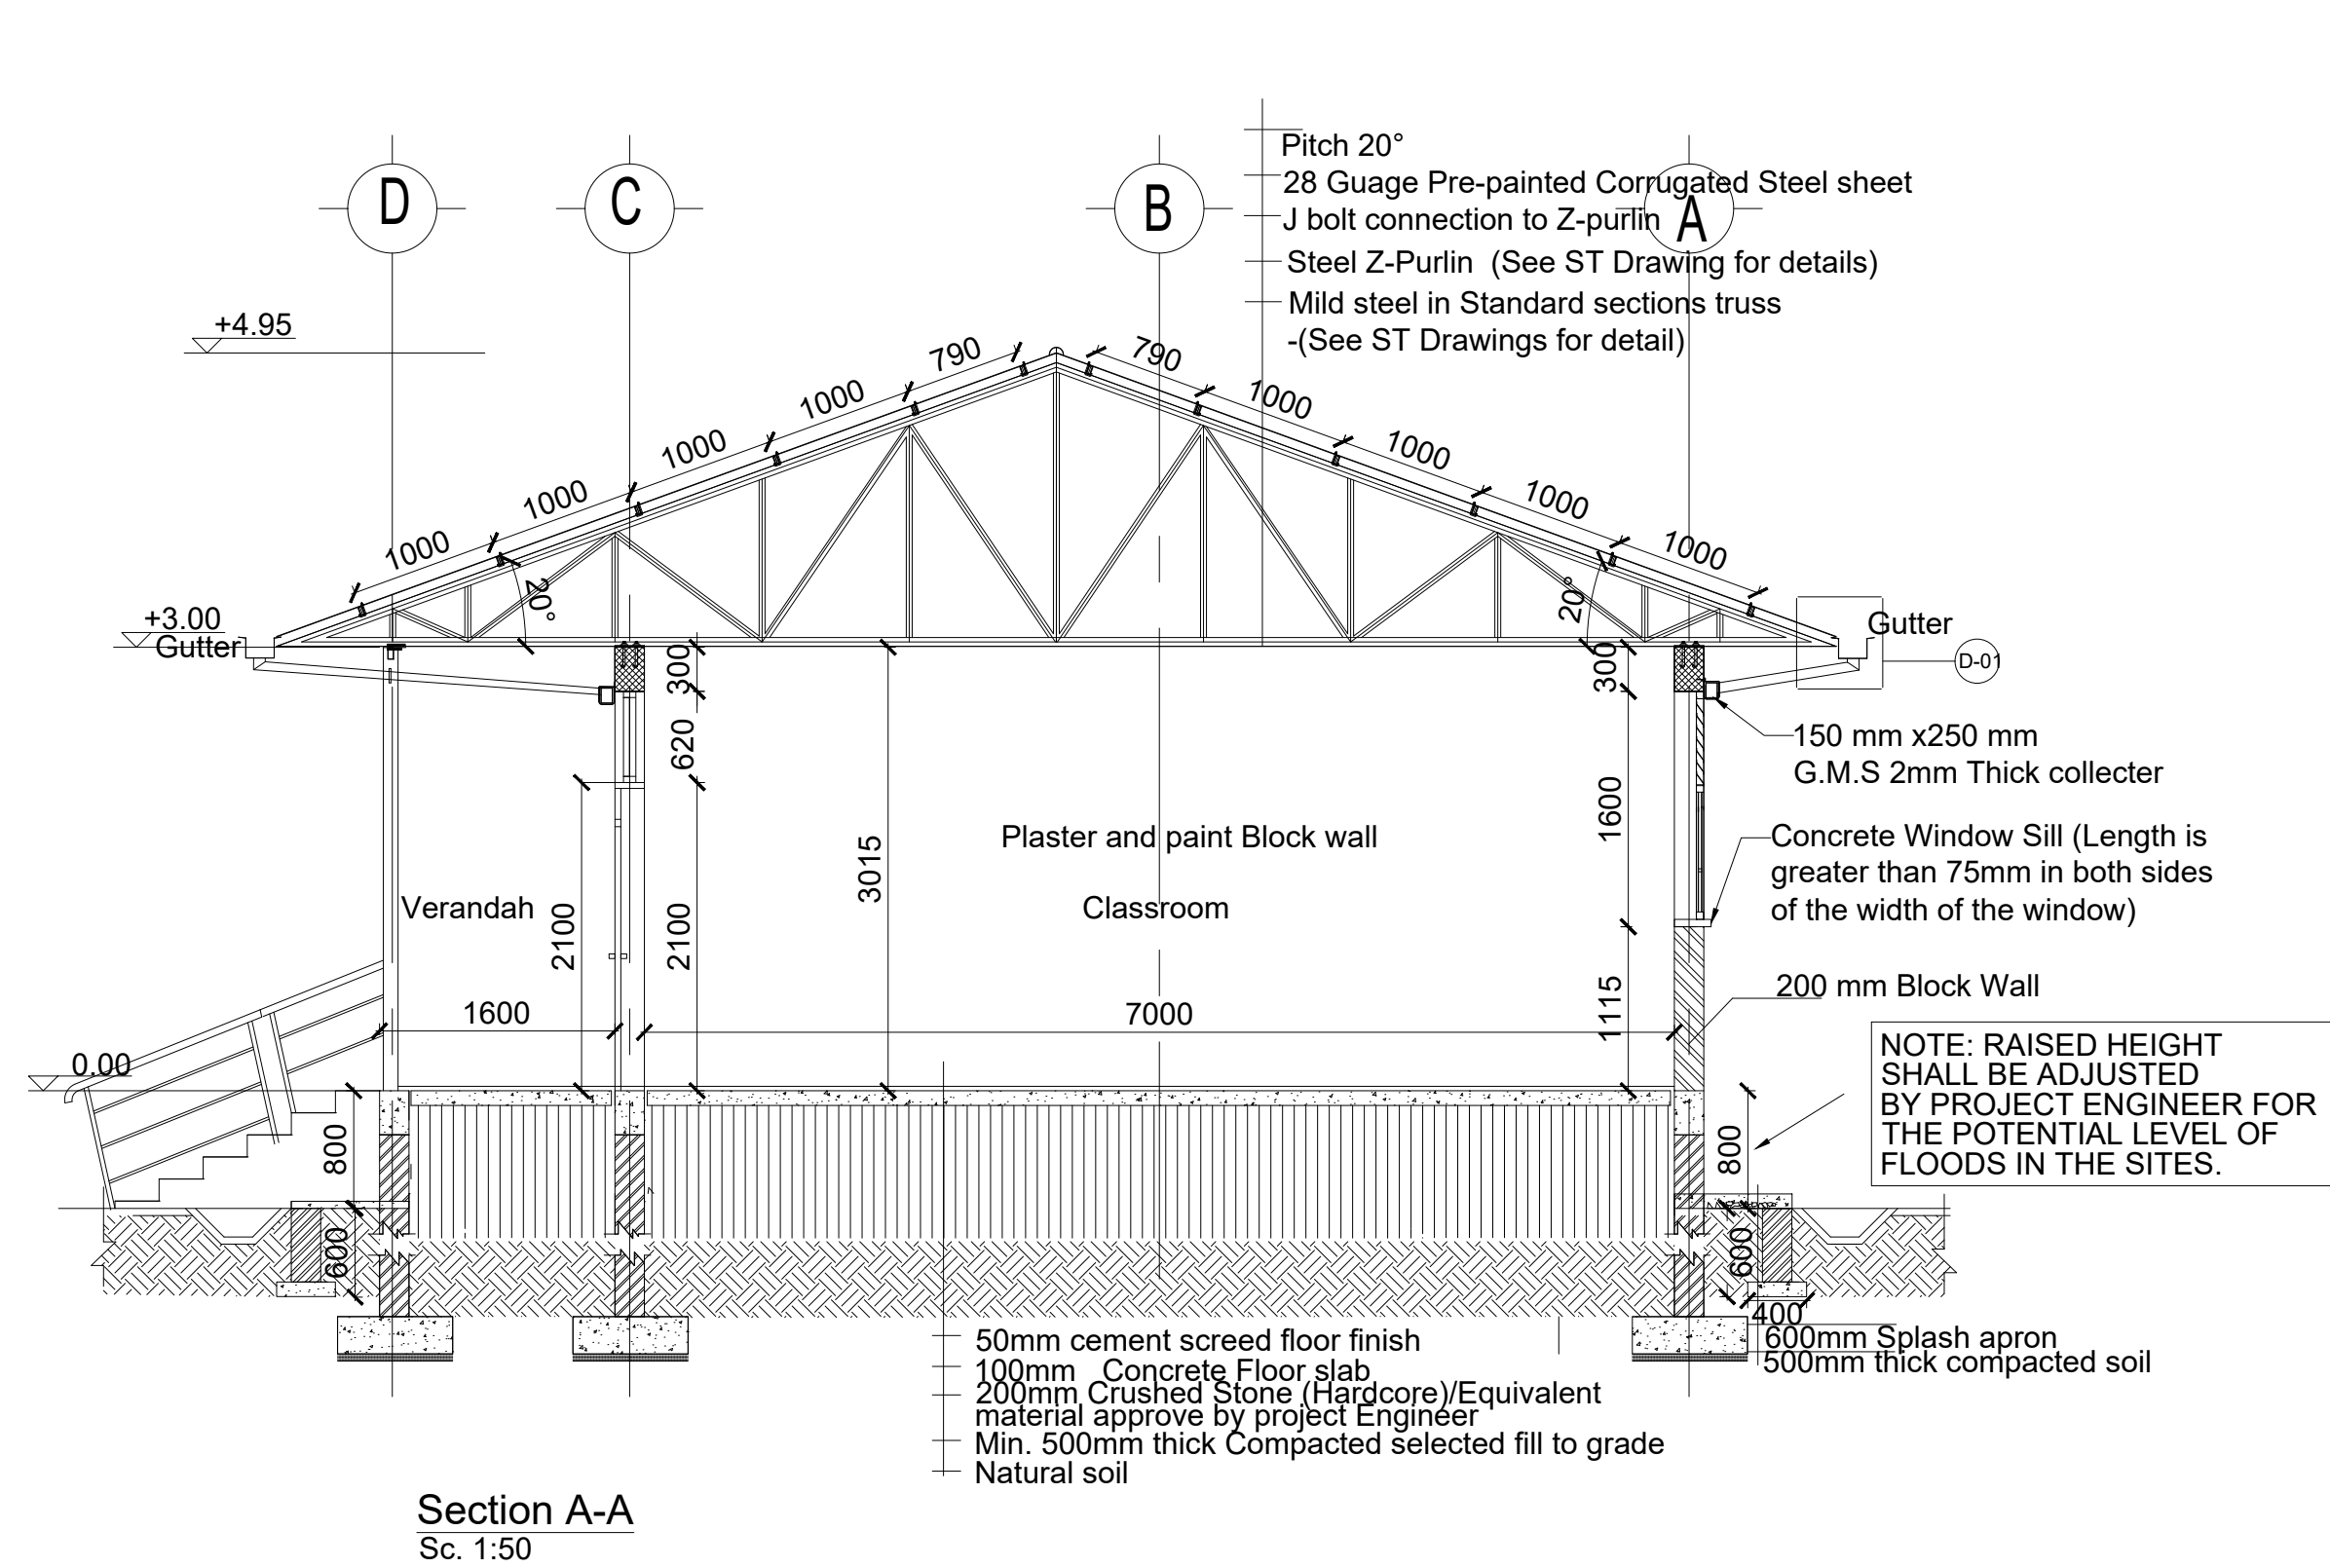 D
C
B
A
Pitch 20°
28 Guage Pre-painted Corrugated Steel sheet
J bolt connection to Z-purlin
Steel Z-Purlin (See ST Drawing for details)
Mild steel in Standard sections truss
-(See ST Drawings for detail)
+4.95
790
790
1000
1000
1000
1000
1000
1000
1000
1000
20°
20°
+3.00
Gutter
Gutter
D-01
300
300
620
150 mm x250 mm
G.M.S 2mm Thick collecter
1600
Plaster and paint Block wall
Concrete Window Sill (Length is
greater than 75mm in both sides
of the width of the window)
3015
Verandah
Classroom
2100
2100
200 mm Block Wall
1600
7000
1115
0.00
NOTE: RAISED HEIGHT
SHALL BE ADJUSTED
BY PROJECT ENGINEER FOR
THE POTENTIAL LEVEL OF
FLOODS IN THE SITES.
800
800
600
600
400
600mm Splash apron
500mm thick compacted soil
50mm cement screed floor finish
100mm Concrete Floor slab
200mm Crushed Stone (Hardcore)/Equivalent
material approve by project Engineer
Min. 500mm thick Compacted selected fill to grade
Natural soil
Section A-A
Sc. 1:50